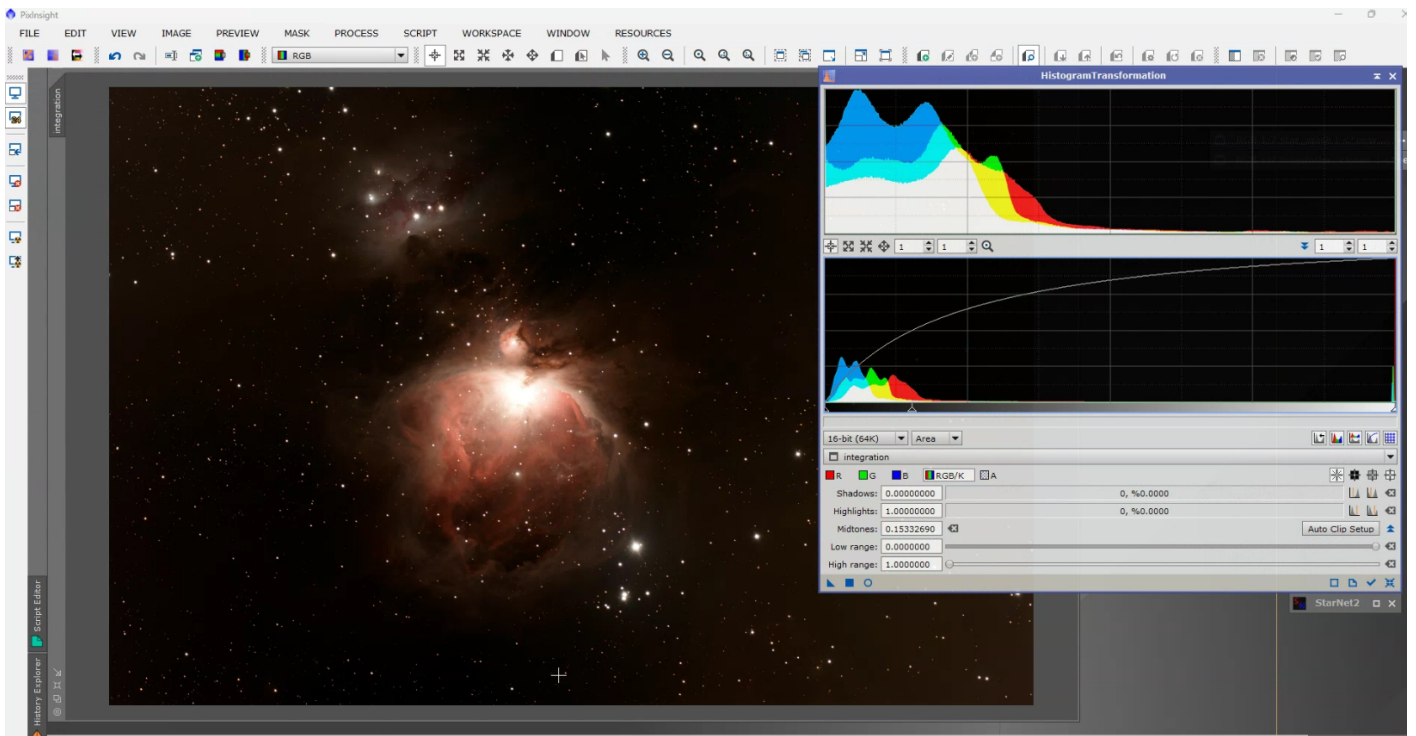 PixInsight
FILE EDIT VIEW IMAGE PREVIEW MASK PROCESS SCRIPT WORKSPACE WINDOW RESOURCES
RGB
integration
HistogramTransformation
1 1 1 1
16-bit (64K) Area
integration
R G B RGB/K A
Shadows: 0.00000000 0, %0.0000
Highlights: 1.00000000 0, %0.0000
Midtones: 0.15332690 Auto Clip Setup
Low range: 0.0000000
High range: 1.0000000
StarNet2
Script Editor
History Explorer